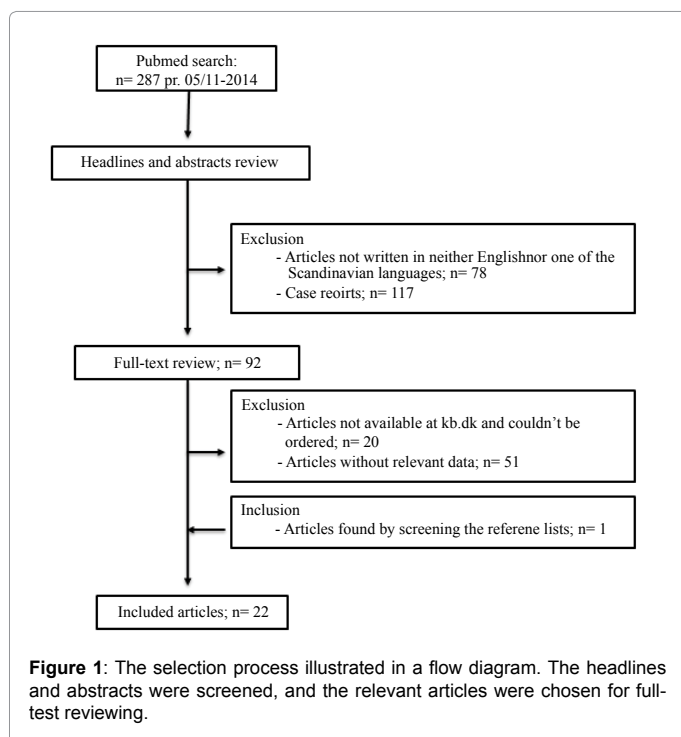 Pubmed search:
n= 287 pr. 05/11-2014
Headlines and abstracts review
Exclusion
- Articles not written in neither Englishnor one of the
Scandinavian languages; n= 78
- Case reoirts; n= 117
Full-text review; n= 92
Exclusion
- Articles not available at kb.dk and couldn't be
ordered; n= 20
- Articles without relevant data; n= 51
Inclusion
- Articles found by screening the referene lists; n= 1
Included articles; n= 22
Figure 1: The selection process illustrated in a flow diagram. The headlines
and abstracts were screened, and the relevant articles were chosen for full-
test reviewing.